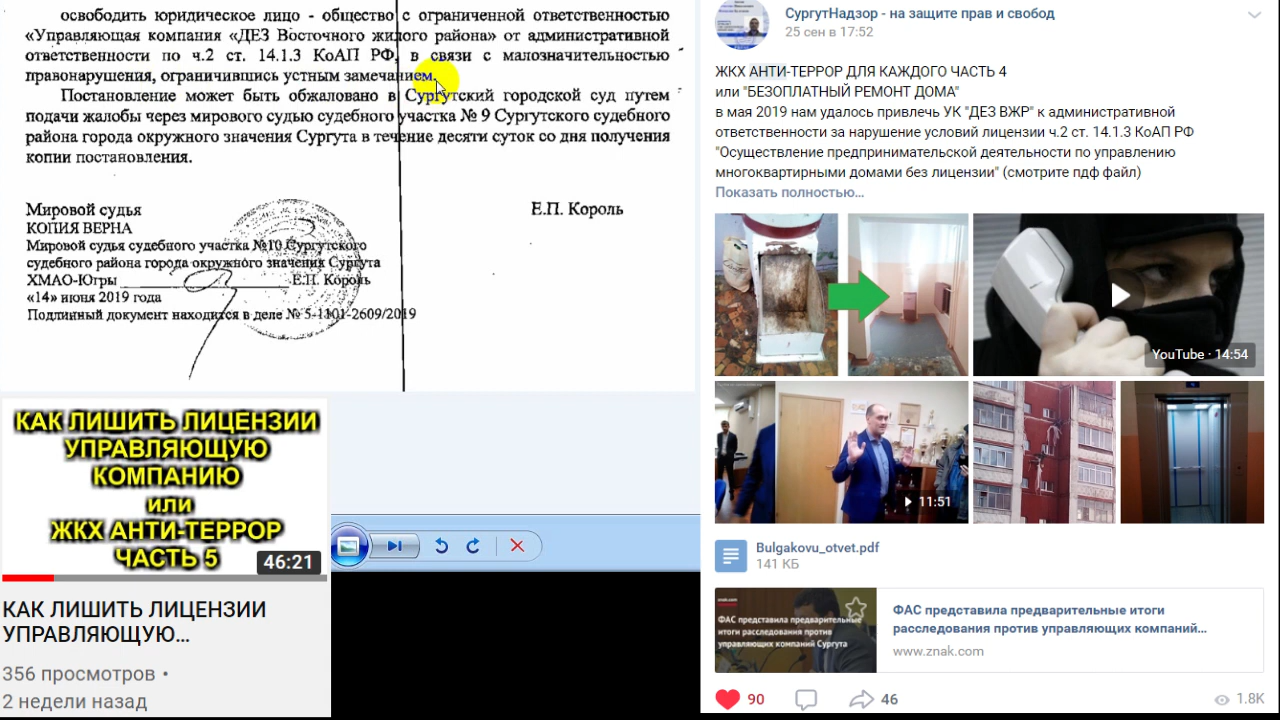 освободить юридическое лицо - общество с ограниченной ответственностью
«Управляющая компания «ДЕЗ Восточного жилого района» от административной
ответственности по ч.2 ст. 14.1.3 КоАП РФ, в связи с малозначительностью
правонарушения, ограничившись устным замечанием.
Постановление может быть обжаловано в Сургутский городской суд путем
подачи жалобы через мирового судью судебного участка № 9 Сургутского судебного
района города окружного значения Сургута в течение десяти суток со дня получения
копии постановления.
Мировой судья
Е.П. Король
КОПИЯ ВЕРНА
Мировой судья судебного участка №10 Сургутского
судебного района города окружного значения Сургута
ХМАО-Югры Е.П. Король
«14» июня 2019 года
Подлинный документ находится в деле № 5-1101-2609/2019
КАК ЛИШИТЬ ЛИЦЕНЗИИ
УПРАВЛЯЮЩУЮ
КОМПАНИЮ
или
ЖКХ АНТИ-ТЕРРОР
ЧАСТЬ 5
46:21
КАК ЛИШИТЬ ЛИЦЕНЗИИ
УПРАВЛЯЮЩУЮ...
356 просмотров •
2 недели назад
СургутНадзор - на защите прав и свобод
25 сен в 17:52
ЖКХ АНТИ-ТЕРРОР ДЛЯ КАЖДОГО ЧАСТЬ 4
или "БЕЗОПЛАТНЫЙ РЕМОНТ ДОМА"
в мая 2019 нам удалось привлечь УК "ДЕЗ ВЖР" к административной
ответственности за нарушение условий лицензии ч.2 ст. 14.1.3 КоАП РФ
"Осуществление предпринимательской деятельности по управлению
многоквартирными домами без лицензии" (смотрите пдф файл)
Показать полностью...
YouTube · 14:54
11:51
Bulgakovu_otvet.pdf
141 КБ
ФАС представила предварительные
итоги расследования против
управляющих компаний Сургута
ФАС представила предварительные итоги
расследования против управляющих компаний...
www.znak.com
90
46
1.8K